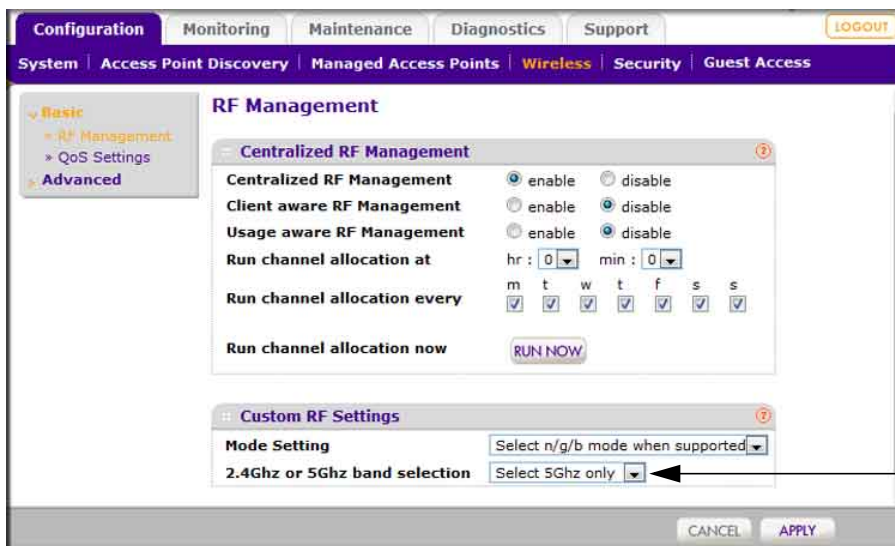 Configuration Monitoring Maintenance Diagnostics Support LOGOUT
System Access Point Discovery Managed Access Points Wireless Security Guest Access
Basic
» RF Management
» QoS Settings
Advanced
RF Management
Centralized RF Management ?
Centralized RF Management enable disable
Client aware RF Management enable disable
Usage aware RF Management enable disable
Run channel allocation at hr : 0 min : 0
m t w t f s s
Run channel allocation every
Run channel allocation now RUN NOW
Custom RF Settings ?
Mode Setting Select n/g/b mode when supported
2.4Ghz or 5Ghz band selection Select 5Ghz only
CANCEL APPLY